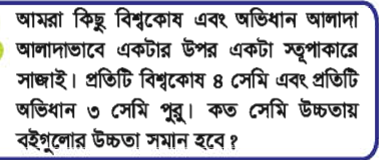 আমরা কিছু বিশ্বকোষ এবং অভিধান আলাদা
আলাদাভাবে একটার উপর একটা স্তূপাকারে
সাজাই। প্রতিটি বিশ্বকোষ ৪ সেমি এবং প্রতিটি
অভিধান ৩ সেমি পুরু। কত সেমি উচ্চতায়
বইগুলোর উচ্চতা সমান হবে?